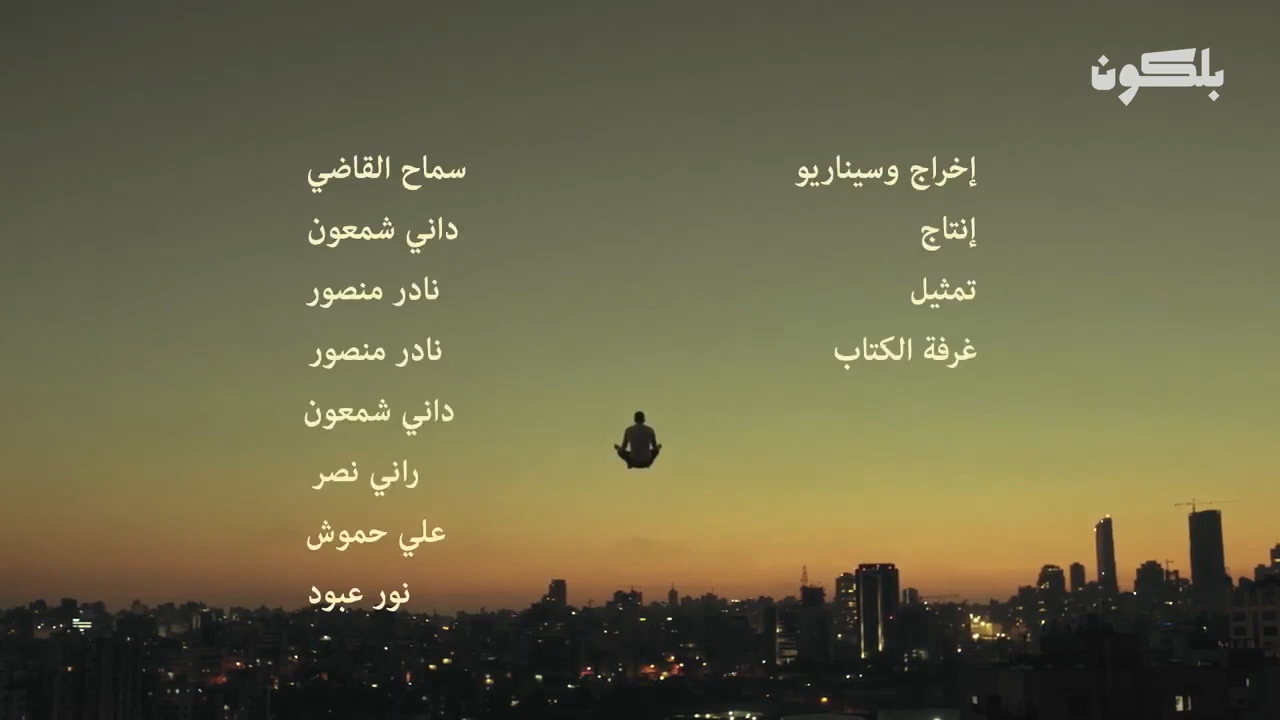 بلكون
إخراج وسيناريو سماح القاضي
إنتاج داني شمعون
تمثيل نادر منصور
غرفة الكتاب نادر منصور
داني شمعون
راني نصر
علي حموش
نور عبود